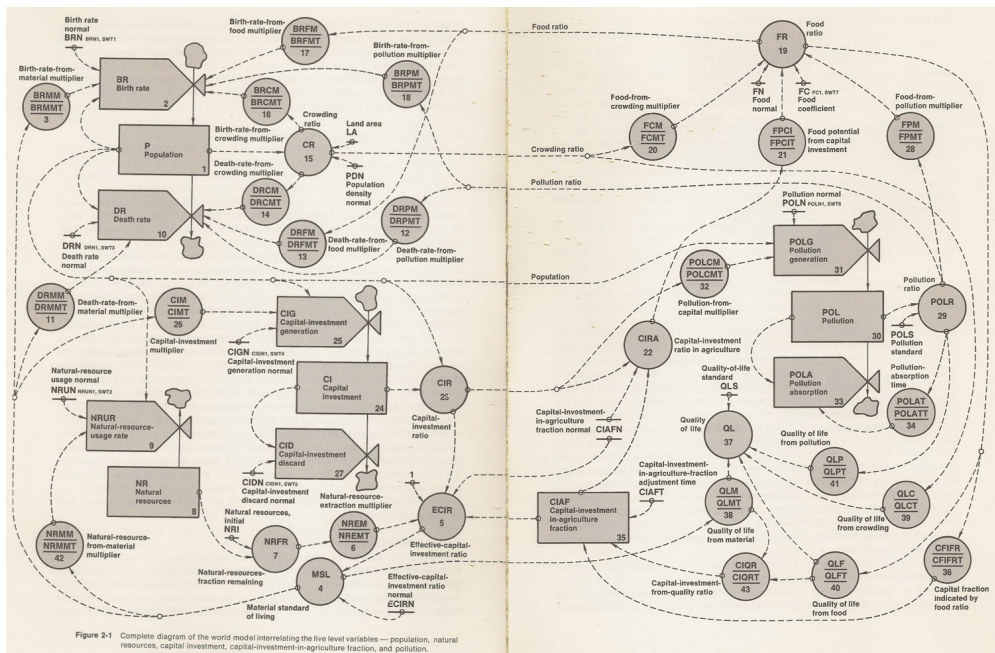 Birth rate
normal
BRN BRN1, SWT1
Birth-rate-from-
food multiplier
BRFM
BRFMT
17
Birth-rate-from-
pollution multiplier
BRPM
BRPMT
18
Birth-rate-from-
material multiplier
BRMM
BRMMT
3
BR
Birth rate
2
BRCM
BRCMT
16
Birth-rate-from-
crowding multiplier
Crowding
ratio
CR
15
Land area
LA
PDN
Population
density
normal
P
Population
1
Death-rate-from-
crowding multiplier
DRCM
DRCMT
14
DR
Death rate
10
DRN DRN1, SWT3
Death rate
normal
DRFM
DRFMT
13
Death-rate-from-
food multiplier
DRPM
DRPMT
12
Death-rate-from-
pollution multiplier
DRMM
DRMMT
11
Death-rate-from-
material multiplier
CIM
CIMT
26
Capital-investment
multiplier
CIG
Capital-investment
generation
25
CIGN CIGN1, SWT4
Capital-investment
generation normal
CI
Capital
investment
24
CIR
23
Capital-
investment
ratio
CID
Capital-investment
discard
27
CIDN CIDN1, SWT5
Capital-investment
discard normal
Natural-resource
usage normal
NRUN NRUN1, SWT2
NRUR
Natural-resource-
usage rate
9
NR
Natural
resources
8
Natural resources,
initial
NRI
NRFR
7
Natural-resources-
fraction remaining
Natural-resource-
extraction multiplier
NREM
NREMT
6
1
ECIR
5
Effective-capital-
investment ratio
NRMM
NRMMT
42
Natural-resource-
from-material
multiplier
MSL
4
Material standard
of living
Effective-capital-
investment ratio
normal
ECIRN
Food ratio
Crowding ratio
Pollution ratio
Population
FR
19
Food
ratio
FN
Food
normal
FC FC1, SWT7
Food
coefficient
Food-from-
crowding multiplier
FCM
FCMT
20
FPCI
FPCIT
21
Food potential
from capital
investment
Food-from-
pollution multiplier
FPM
FPMT
28
Pollution normal
POLN POLN1, SWT6
POLG
Pollution
generation
31
POLCM
POLCMT
32
Pollution-from-
capital multiplier
POL
Pollution
30
Pollution
ratio
POLR
29
POLS
Pollution
standard
POLA
Pollution
absorption
33
Pollution-
absorption
time
POLAT
POLATT
34
CIRA
22
Capital-investment
ratio in agriculture
Quality-of-life
standard
QLS
Quality
of life
QL
37
Capital-investment-
in-agriculture
fraction normal
CIAFN
Capital-investment-
in-agriculture-fraction
adjustment time
CIAFT
CIAF
Capital-investment
in-agriculture
fraction
35
QLM
QLMT
38
Quality of life
from material
Quality of life
from pollution
QLP
QLPT
41
QLC
QLCT
39
Quality of life
from crowding
CIQR
CIQRT
43
Capital-investment-
from-quality ratio
QLF
QLFT
40
Quality of life
from food
CFIFR
CFIFRT
36
Capital fraction
indicated by
food ratio
Figure 2-1 Complete diagram of the world model interrelating the five level variables — population, natural
resources, capital investment, capital-investment-in-agriculture fraction, and pollution.